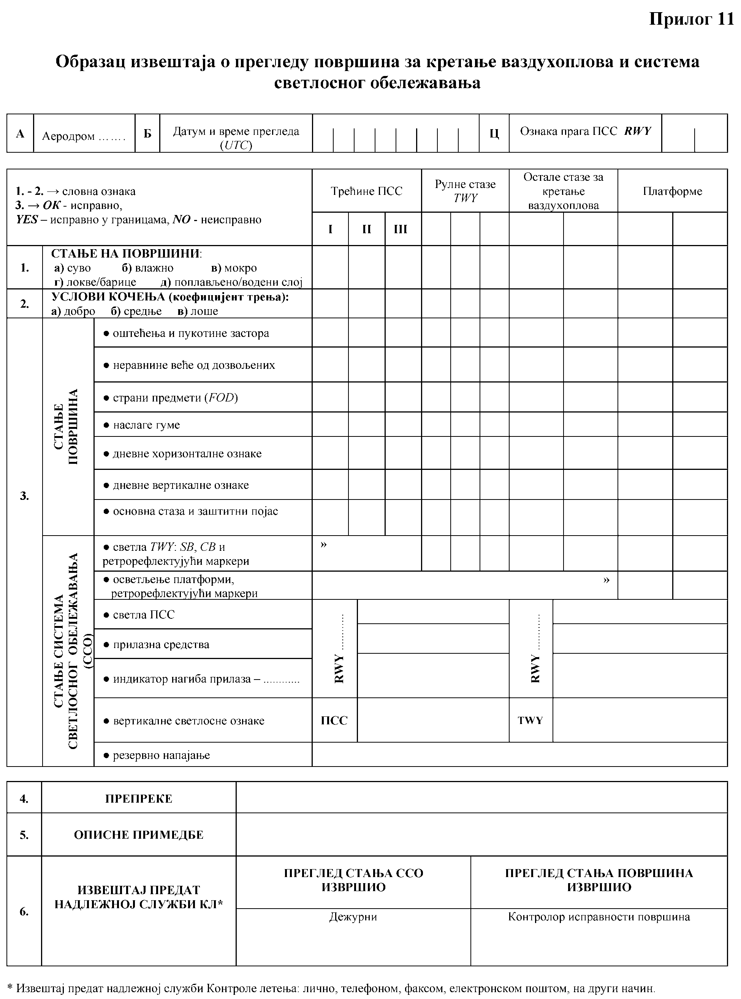 Прилог 11
Образац извештаја о прегледу површина за кретање ваздухоплова и система
светлосног обележавања
А
Аеродром …….
Б
Датум и време прегледа
(UTC)
Ц
Ознака прага ПСС RWY
1. - 2. → словна ознака
3. → OK - исправно,
YES – исправно у границама, NO - неисправно
Трећине ПСС
Рулне стазе
TWY
Остале стазе за
кретање
ваздухоплова
Платформе
I
II
III
1.
СТАЊЕ НА ПОВРШИНИ:
а) суво б) влажно в) мокро
г) локве/барице д) поплављено/водени слој
2.
УСЛОВИ КОЧЕЊА (коефицијент трења):
а) добро б) средње в) лоше
3.
СТАЊЕ
ПОВРШИНА
● оштећења и пукотине застора
● неравнине веће од дозвољених
● страни предмети (FOD)
● наслаге гуме
● дневне хоризонталне ознаке
● дневне вертикалне ознаке
● основна стаза и заштитни појас
СТАЊЕ СИСТЕМА
СВЕТЛОСНОГ ОБЕЛЕЖАВАЊА
(ССО)
● светла TWY: SB, CB и
ретрорефлектујући маркери
»
● осветљење платформи,
ретрорефлектујући маркери
»
● светла ПСС
RWY ..............
RWY ..............
● прилазна средства
● индикатор нагиба прилаза – ............
● вертикалне светлосне ознаке
ПСС
TWY
● резервно напајање
4.
ПРЕПРЕКЕ
5.
ОПИСНЕ ПРИМЕДБЕ
6.
ИЗВЕШТАЈ ПРЕДАТ
НАДЛЕЖНОЈ СЛУЖБИ КЛ*
ПРЕГЛЕД СТАЊА ССО
ИЗВРШИО
ПРЕГЛЕД СТАЊА ПОВРШИНА
ИЗВРШИО
Дежурни
Контролор исправности површина
* Извештај предат надлежној служби Контроле летења: лично, телефоном, факсом, електронском поштом, на други начин.